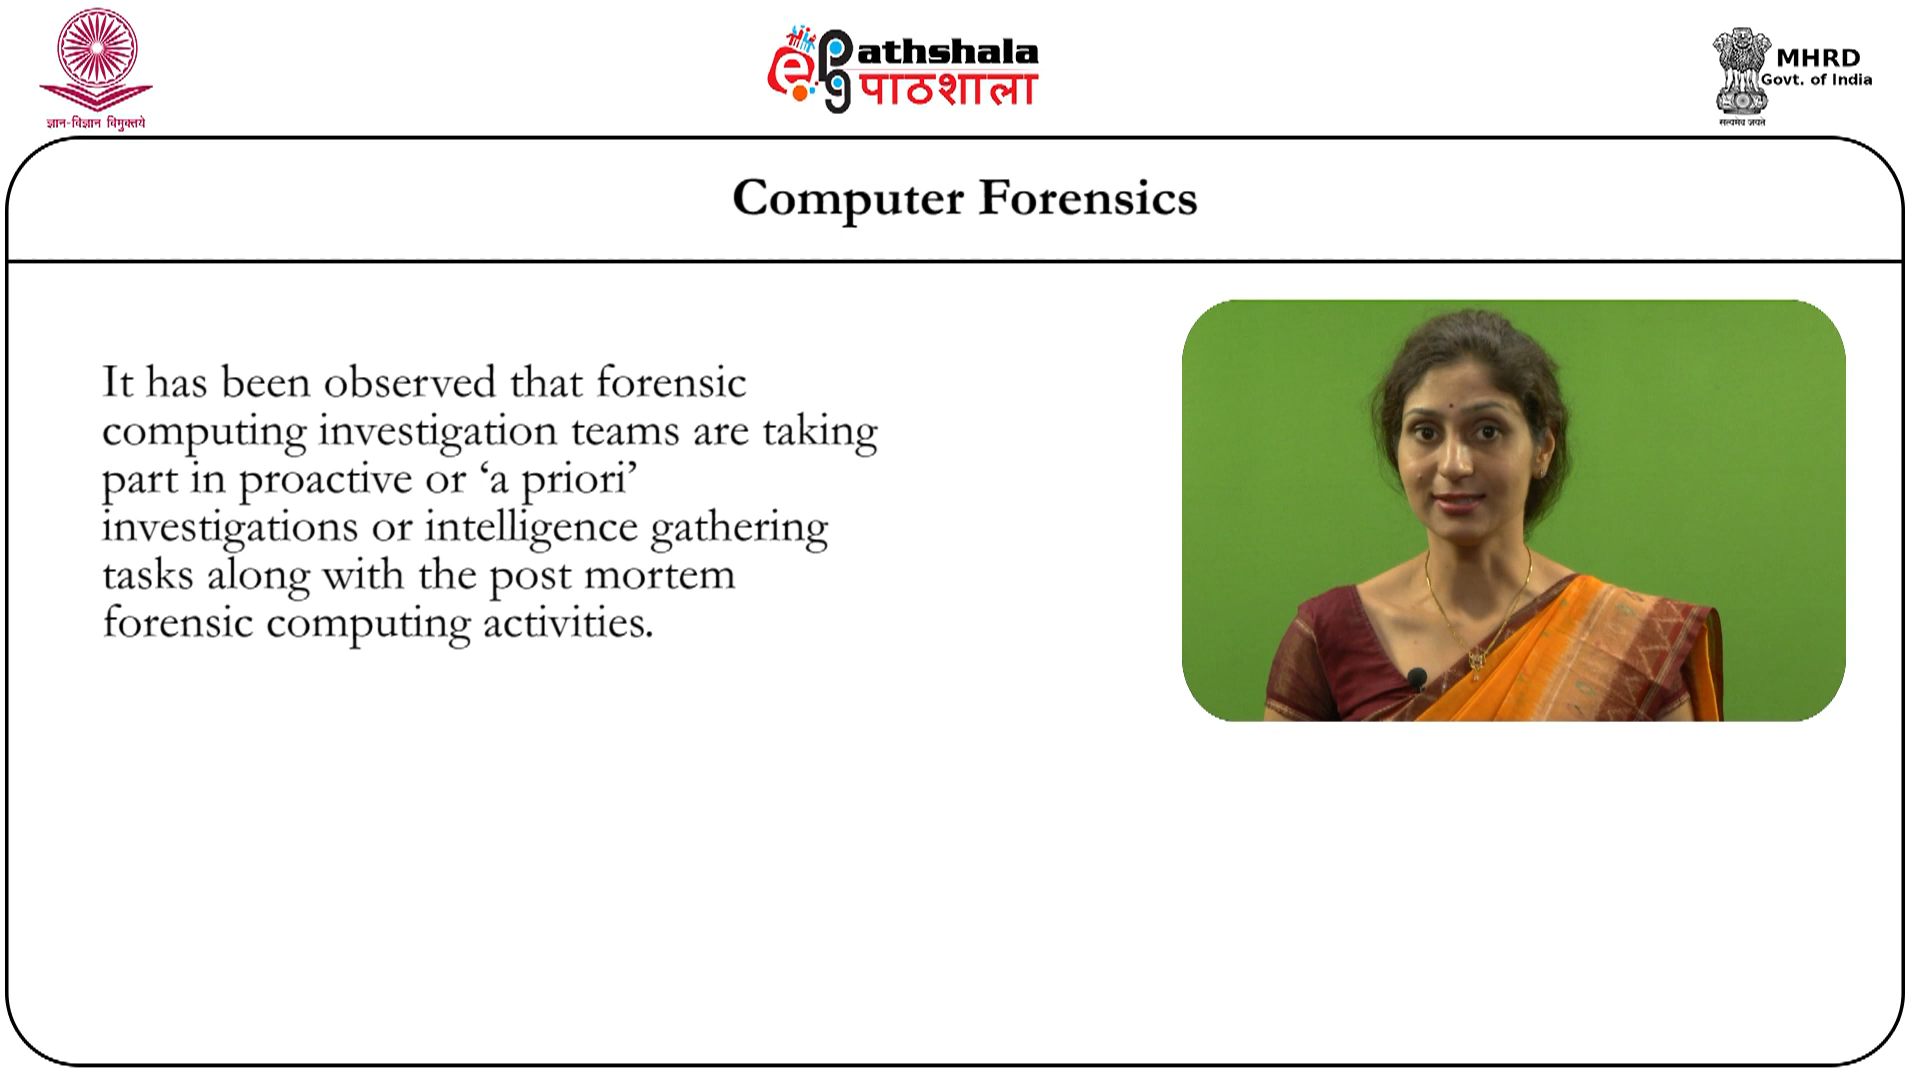 ज्ञान-विज्ञान विमुक्तये
ePathshala
पाठशाला
MHRD
Govt. of India
सत्यमेव जयते
Computer Forensics
It has been observed that forensic
computing investigation teams are taking
part in proactive or ‘a priori’
investigations or intelligence gathering
tasks along with the post mortem
forensic computing activities.